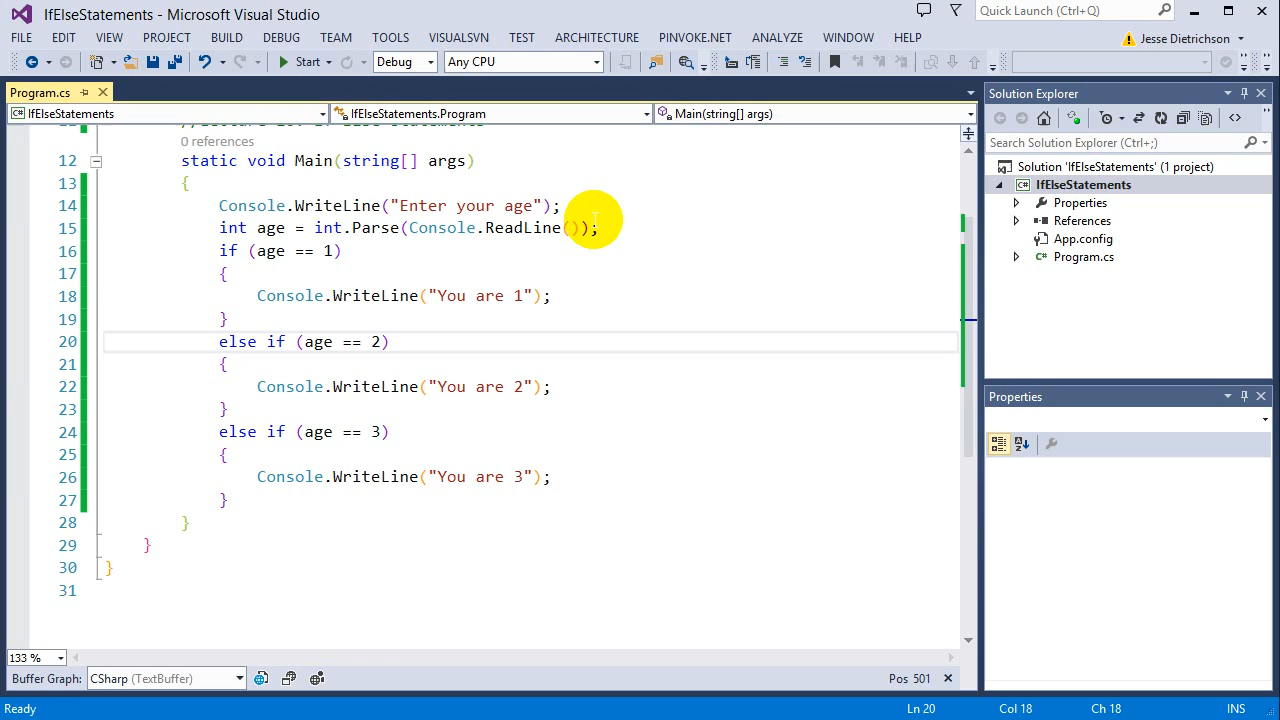 IfElseStatements - Microsoft Visual Studio
Quick Launch (Ctrl+Q)
FILE EDIT VIEW PROJECT BUILD DEBUG TEAM TOOLS VISUALSVN TEST ARCHITECTURE PINVOKE.NET ANALYZE WINDOW HELP
Jesse Dietrichson
Start Debug Any CPU
Program.cs
IfElseStatements IfElseStatements.Program Main(string[] args)
0 references
12 static void Main(string[] args)
13 {
14 Console.WriteLine("Enter your age");
15 int age = int.Parse(Console.ReadLine());
16 if (age == 1)
17 {
18 Console.WriteLine("You are 1");
19 }
20 else if (age == 2)
21 {
22 Console.WriteLine("You are 2");
23 }
24 else if (age == 3)
25 {
26 Console.WriteLine("You are 3");
27 }
28 }
29 }
30 }
31
133 %
Buffer Graph: CSharp (TextBuffer) Pos 501
Solution Explorer
Search Solution Explorer (Ctrl+;)
Solution 'IfElseStatements' (1 project)
C# IfElseStatements
Properties
References
App.config
C# Program.cs
Properties
Ready Ln 20 Col 18 Ch 18 INS